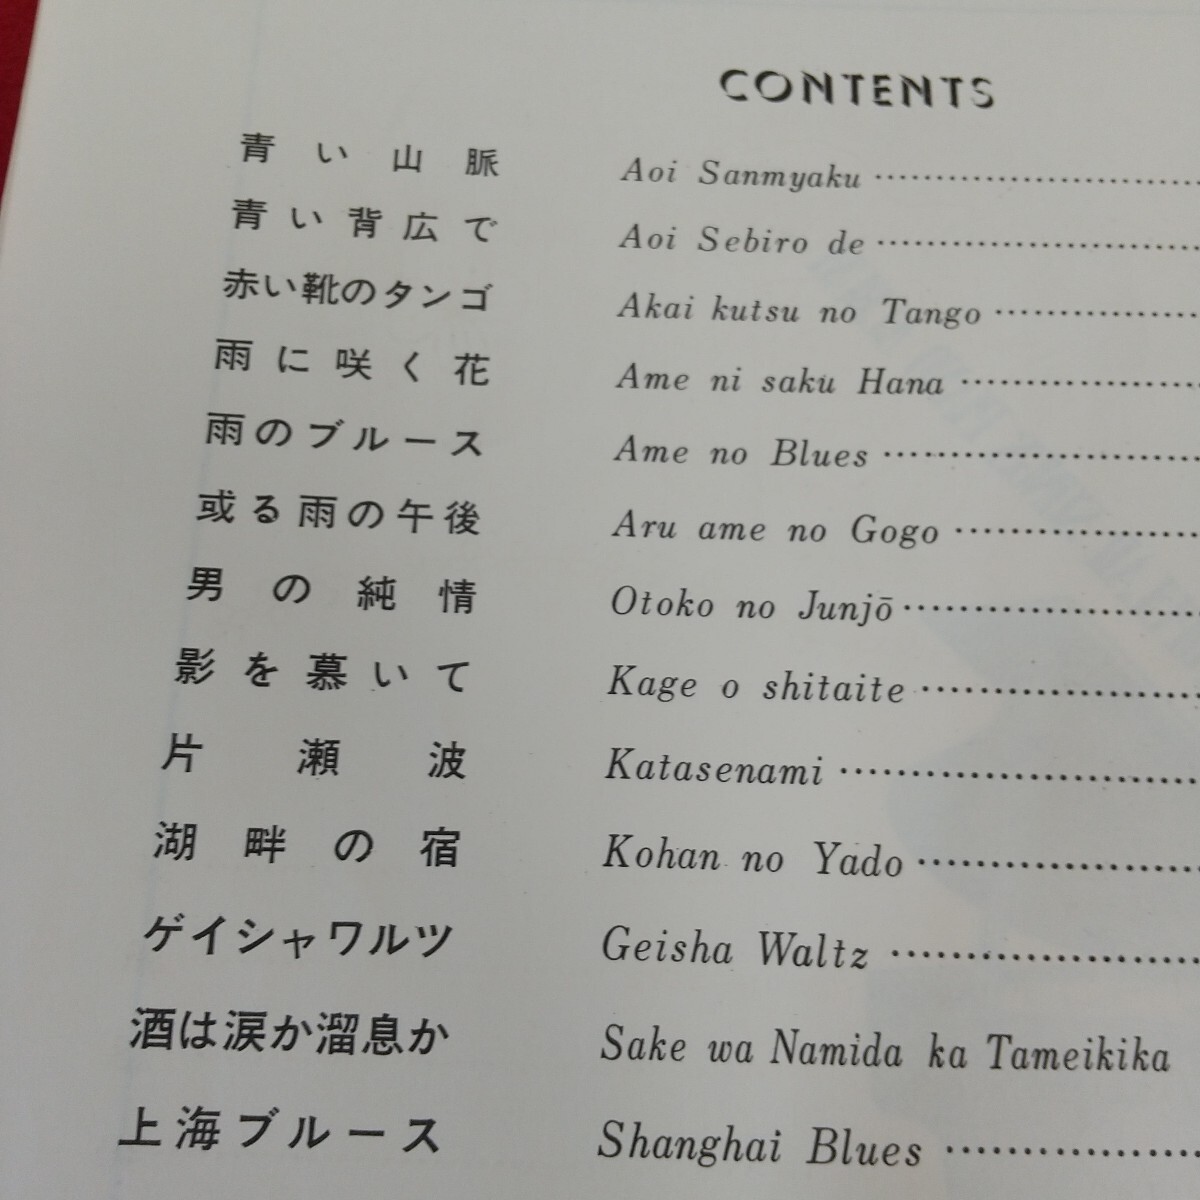 CONTENTS
青い山脈 Aoi Sanmyaku
青い背広で Aoi Sebiro de
赤い靴のタンゴ Akai kutsu no Tango
雨に咲く花 Ame ni saku Hana
雨のブルース Ame no Blues
或る雨の午後 Aru ame no Gogo
男の純情 Otoko no Junjō
影を慕いて Kage o shitaite
片瀬波 Katasenami
湖畔の宿 Kohan no Yado
ゲイシャワルツ Geisha Waltz
酒は涙か溜息か Sake wa Namida ka Tameikika
上海ブルース Shanghai Blues